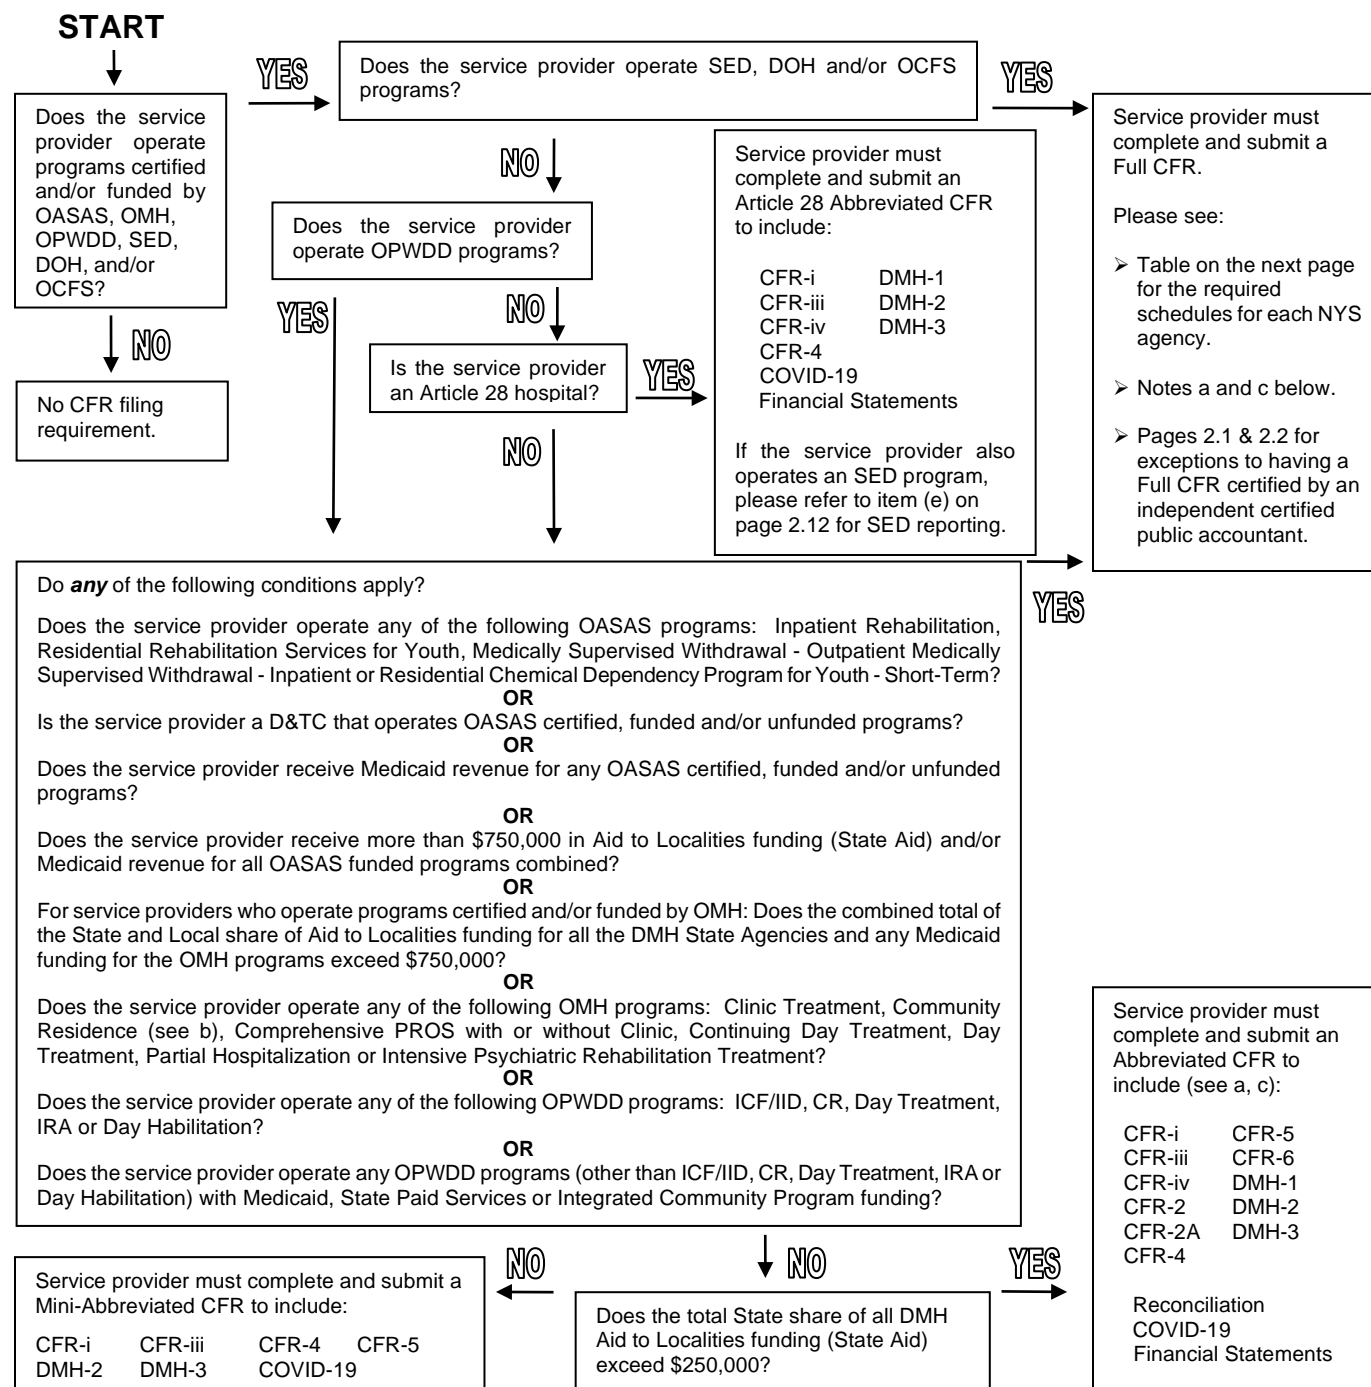 START
YES
Does the service provider operate SED, DOH and/or OCFS
programs?
YES
Does the service
provider operate
programs certified
and/or funded by
OASAS, OMH,
OPWDD, SED,
DOH, and/or
OCFS?
NO
No CFR filing
requirement.
NO
Does the service provider
operate OPWDD programs?
YES
NO
Is the service provider
an Article 28 hospital?
YES
NO
Service provider must
complete and submit an
Article 28 Abbreviated CFR
to include:
CFR-i DMH-1
CFR-iii DMH-2
CFR-iv DMH-3
CFR-4
COVID-19
Financial Statements
If the service provider also
operates an SED program,
please refer to item (e) on
page 2.12 for SED reporting.
Service provider must
complete and submit a
Full CFR.
Please see:
➢ Table on the next page
for the required
schedules for each NYS
agency.
➢ Notes a and c below.
➢ Pages 2.1 & 2.2 for
exceptions to having a
Full CFR certified by an
independent certified
public accountant.
YES
Do any of the following conditions apply?
Does the service provider operate any of the following OASAS programs: Inpatient Rehabilitation,
Residential Rehabilitation Services for Youth, Medically Supervised Withdrawal - Outpatient Medically
Supervised Withdrawal - Inpatient or Residential Chemical Dependency Program for Youth - Short-Term?
OR
Is the service provider a D&TC that operates OASAS certified, funded and/or unfunded programs?
OR
Does the service provider receive Medicaid revenue for any OASAS certified, funded and/or unfunded
programs?
OR
Does the service provider receive more than $750,000 in Aid to Localities funding (State Aid) and/or
Medicaid revenue for all OASAS funded programs combined?
OR
For service providers who operate programs certified and/or funded by OMH: Does the combined total of
the State and Local share of Aid to Localities funding for all the DMH State Agencies and any Medicaid
funding for the OMH programs exceed $750,000?
OR
Does the service provider operate any of the following OMH programs: Clinic Treatment, Community
Residence (see b), Comprehensive PROS with or without Clinic, Continuing Day Treatment, Day
Treatment, Partial Hospitalization or Intensive Psychiatric Rehabilitation Treatment?
OR
Does the service provider operate any of the following OPWDD programs: ICF/IID, CR, Day Treatment,
IRA or Day Habilitation?
OR
Does the service provider operate any OPWDD programs (other than ICF/IID, CR, Day Treatment, IRA or
Day Habilitation) with Medicaid, State Paid Services or Integrated Community Program funding?
NO
Does the total State share of all DMH
Aid to Localities funding (State Aid)
exceed $250,000?
NO
Service provider must complete and submit a
Mini-Abbreviated CFR to include:
CFR-i CFR-iii CFR-4 CFR-5
DMH-2 DMH-3 COVID-19
YES
Service provider must
complete and submit an
Abbreviated CFR to
include (see a, c):
CFR-i CFR-5
CFR-iii CFR-6
CFR-iv DMH-1
CFR-2 DMH-2
CFR-2A DMH-3
CFR-4
Reconciliation
COVID-19
Financial Statements